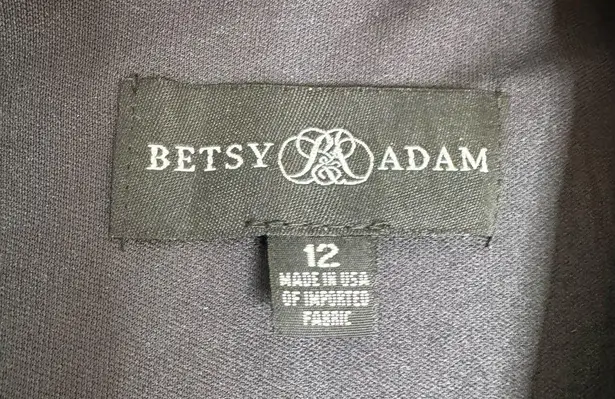 BETSY ADAM
12
MADE IN USA
OF IMPORTED
FABRIC